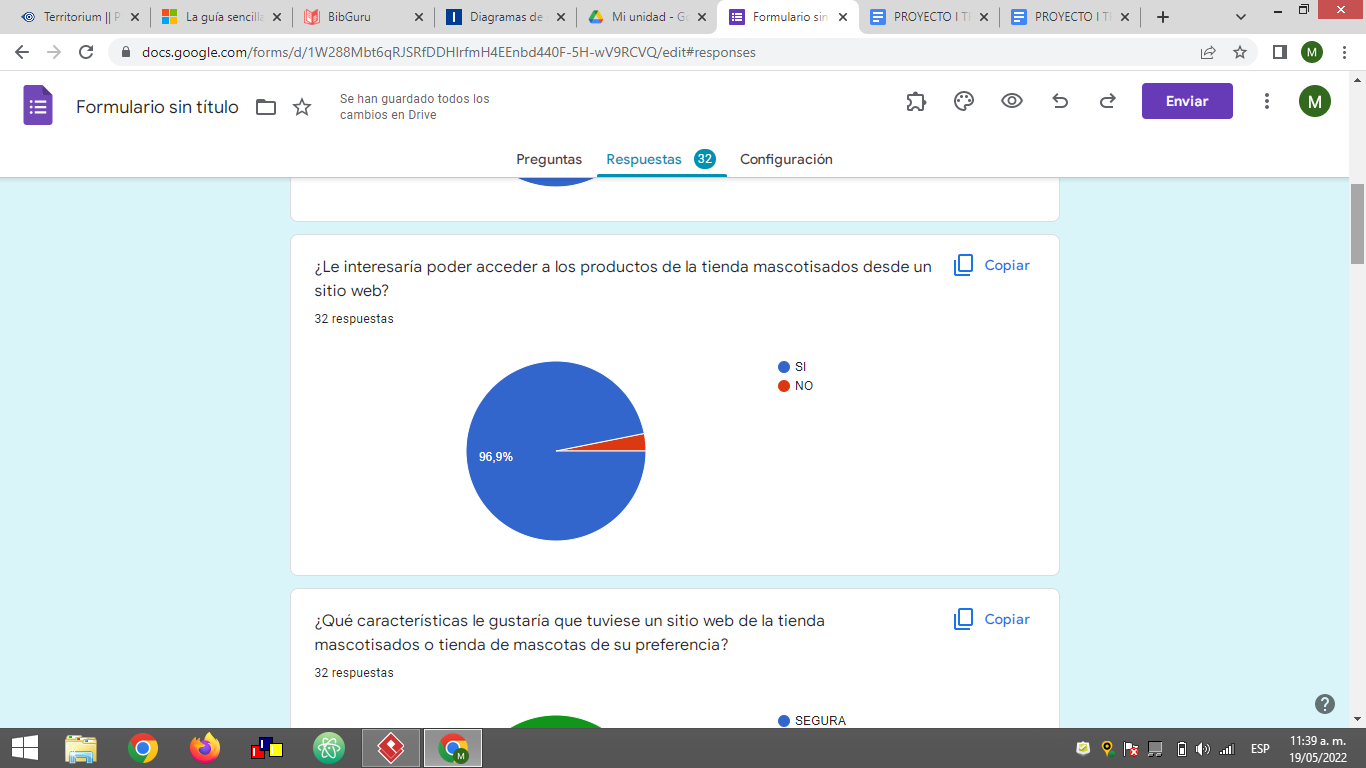 Territorium || P
La guía sencilla
BibGuru
Diagramas de
Mi unidad - Go
Formulario sin
PROYECTO I T
PROYECTO I T
docs.google.com/forms/d/1W288Mbt6qRJSRfDDHIrfmH4EEnbd440F-5H-wV9RCVQ/edit#responses
M
Formulario sin título
Se han guardado todos los
cambios en Drive
Enviar
M
Preguntas
Respuestas 32
Configuración
¿Le interesaría poder acceder a los productos de la tienda mascotisados desde un
sitio web?
Copiar
32 respuestas
SI
NO
96,9%
¿Qué características le gustaría que tuviese un sitio web de la tienda
mascotisados o tienda de mascotas de su preferencia?
Copiar
32 respuestas
SEGURA
ESP
11:39 a. m.
19/05/2022